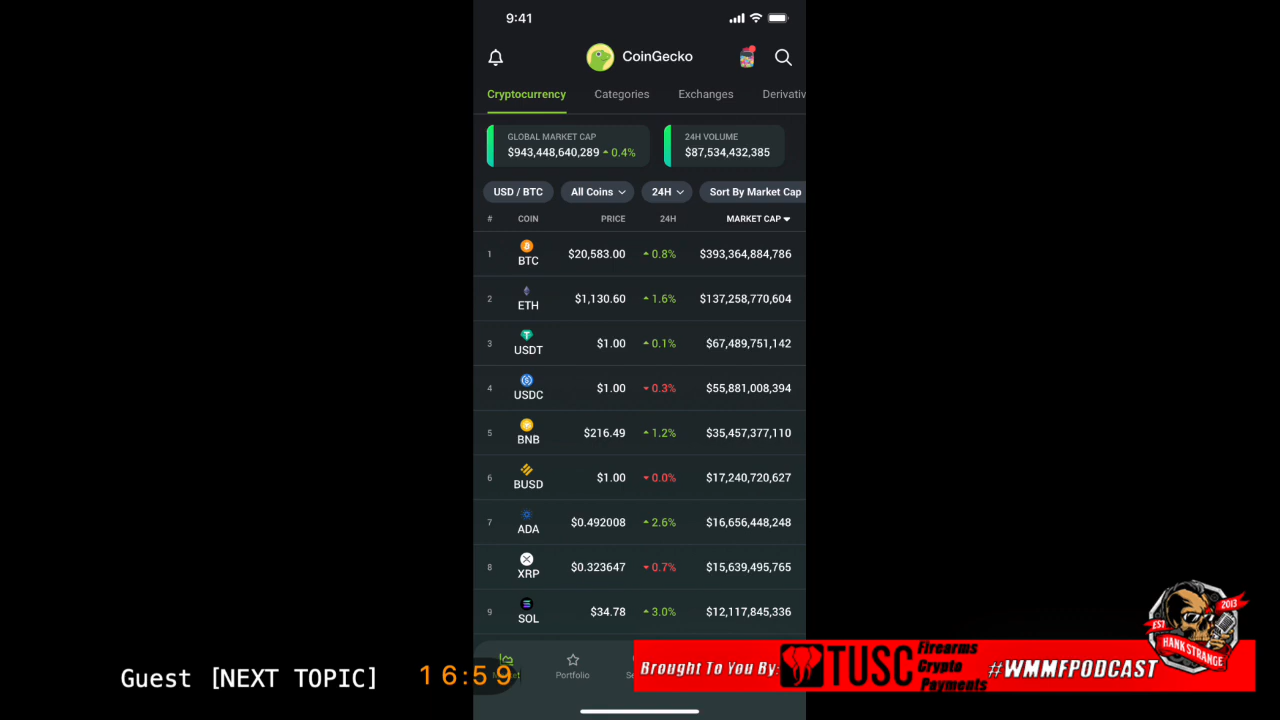 9:41
CoinGecko
Cryptocurrency Categories Exchanges Derivativ
GLOBAL MARKET CAP
$943,448,640,289 0.4%
24H VOLUME
$87,534,432,385
USD / BTC All Coins 24H Sort By Market Cap
# COIN PRICE 24H MARKET CAP
1 BTC $20,583.00 0.8% $393,364,884,786
2 ETH $1,130.60 1.6% $137,258,770,604
3 USDT $1.00 0.1% $67,489,751,142
4 USDC $1.00 0.3% $55,881,008,394
5 BNB $216.49 1.2% $35,457,377,110
6 BUSD $1.00 0.0% $17,240,720,627
7 ADA $0.492008 2.6% $16,656,448,248
8 XRP $0.323647 0.7% $15,639,495,765
9 SOL $34.78 3.0% $12,117,845,336
Portfolio
Guest [NEXT TOPIC] 16:59
Brought To You By: TUSC
Firearms
Crypto
Payments
#WMMFPODCAST
EST 2013
HANK STRANGE